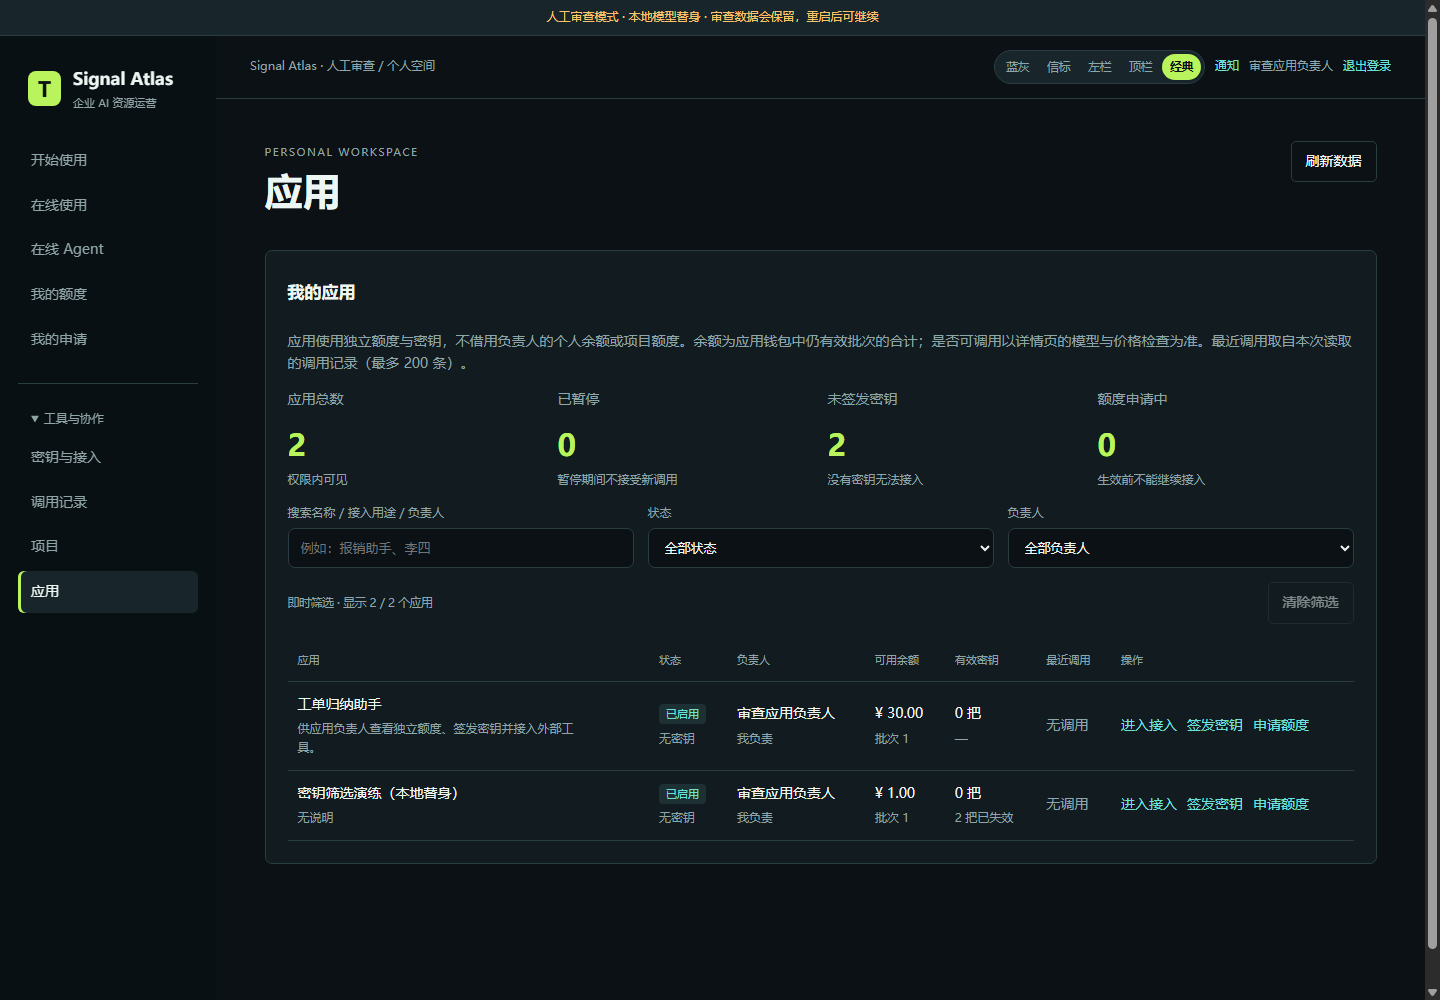 人工审查模式 · 本地模型替身 · 审查数据会保留，重启后可继续
T
Signal Atlas
企业 AI 资源运营
Signal Atlas · 人工审查 / 个人空间
蓝灰 信标 左栏 顶栏 经典 通知 审查应用负责人 退出登录
开始使用
在线使用
在线 Agent
我的额度
我的申请
▼ 工具与协作
密钥与接入
调用记录
项目
应用
PERSONAL WORKSPACE
应用
刷新数据
我的应用
应用使用独立额度与密钥，不借用负责人的个人余额或项目额度。余额为应用钱包中仍有效批次的合计；是否可调用以详情页的模型与价格检查为准。最近调用取自本次读取
的调用记录（最多 200 条）。
应用总数 已暂停 未签发密钥 额度申请中
2 0 2 0
权限内可见 暂停期间不接受新调用 没有密钥无法接入 生效前不能继续接入
搜索名称 / 接入用途 / 负责人 状态 负责人
例如：报销助手、李四 全部状态 全部负责人
即时筛选 · 显示 2 / 2 个应用 清除筛选
应用 状态 负责人 可用余额 有效密钥 最近调用 操作
工单归纳助手
供应用负责人查看独立额度、签发密钥并接入外部工
具。
已启用
无密钥
审查应用负责人
我负责
¥ 30.00
批次 1
0 把
—
无调用
进入接入 签发密钥 申请额度
密钥筛选演练（本地替身）
无说明
已启用
无密钥
审查应用负责人
我负责
¥ 1.00
批次 1
0 把
2 把已失效
无调用
进入接入 签发密钥 申请额度